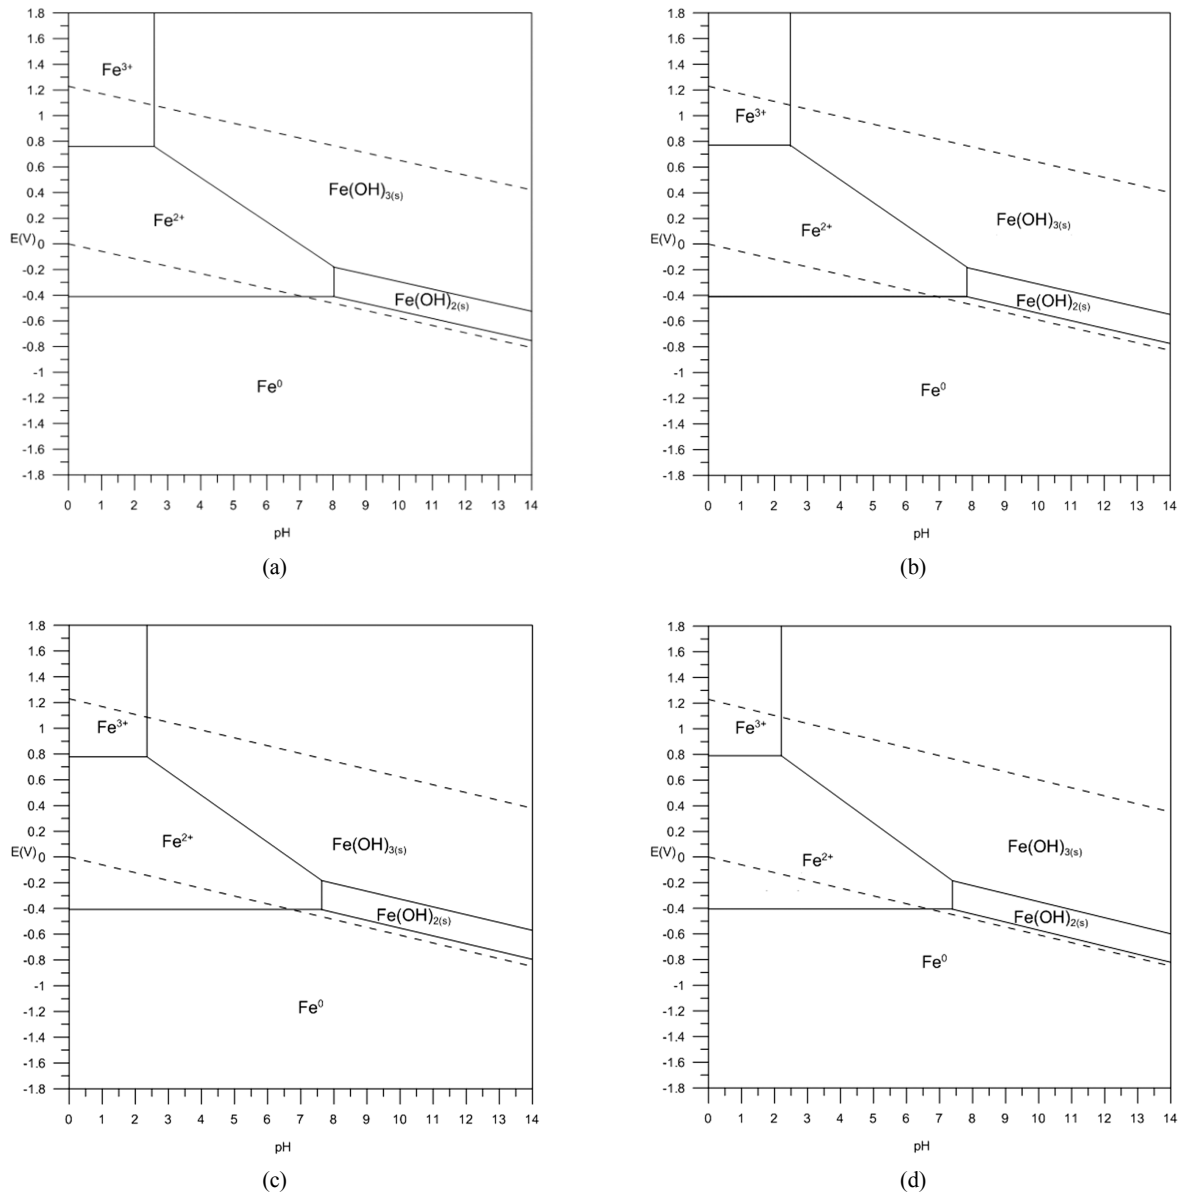 1.8
1.6
1.4
1.2
1
0.8
0.6
0.4
0.2
E(V) 0
-0.2
-0.4
-0.6
-0.8
-1
-1.2
-1.4
-1.6
-1.8
Fe³⁺
Fe(OH)₃₍ₛ₎
Fe²⁺
Fe(OH)₂₍ₛ₎
Fe⁰
0 1 2 3 4 5 6 7 8 9 10 11 12 13 14
pH
(a)
1.8
1.6
1.4
1.2
1
0.8
0.6
0.4
0.2
E(V) 0
-0.2
-0.4
-0.6
-0.8
-1
-1.2
-1.4
-1.6
-1.8
Fe³⁺
Fe(OH)₃₍ₛ₎
Fe²⁺
Fe(OH)₂₍ₛ₎
Fe⁰
0 1 2 3 4 5 6 7 8 9 10 11 12 13 14
pH
(b)
1.8
1.6
1.4
1.2
1
0.8
0.6
0.4
0.2
E(V) 0
-0.2
-0.4
-0.6
-0.8
-1
-1.2
-1.4
-1.6
-1.8
Fe³⁺
Fe²⁺
Fe(OH)₃₍ₛ₎
Fe(OH)₂₍ₛ₎
Fe⁰
0 1 2 3 4 5 6 7 8 9 10 11 12 13 14
pH
(c)
1.8
1.6
1.4
1.2
1
0.8
0.6
0.4
0.2
E(V) 0
-0.2
-0.4
-0.6
-0.8
-1
-1.2
-1.4
-1.6
-1.8
Fe³⁺
Fe(OH)₃₍ₛ₎
Fe²⁺
Fe(OH)₂₍ₛ₎
Fe⁰
0 1 2 3 4 5 6 7 8 9 10 11 12 13 14
pH
(d)